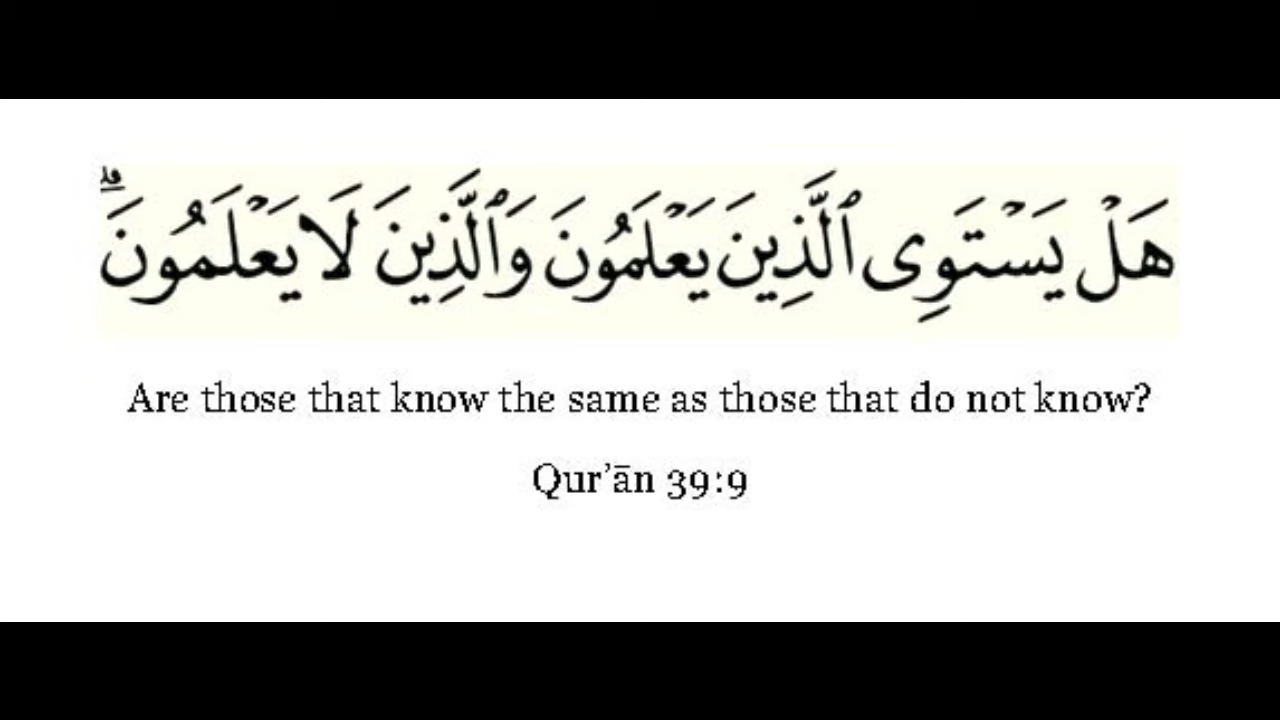 هَلْ يَسْتَوِى ٱلَّذِينَ يَعْلَمُونَ وَٱلَّذِينَ لَا يَعْلَمُونَ ۗ
Are those that know the same as those that do not know?
Qur’ān 39:9